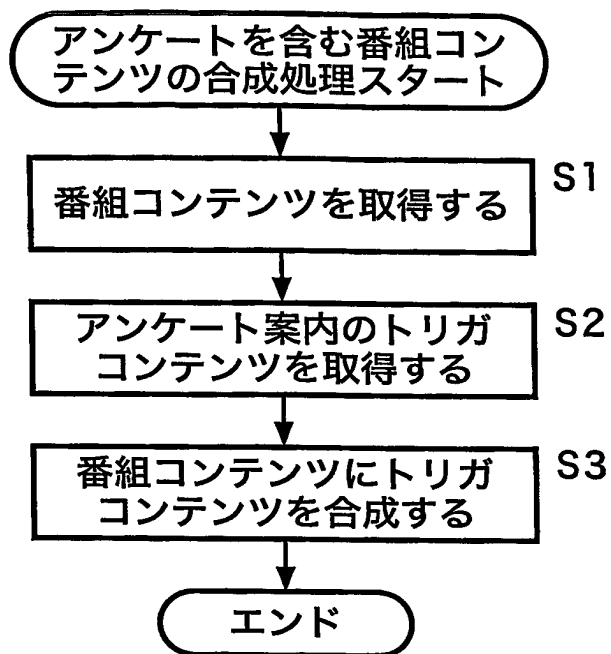 アンケートを含む番組コン
テンツの合成処理スタート
番組コンテンツを取得する
S1
アンケート案内のトリガ
コンテンツを取得する
S2
番組コンテンツにトリガ
コンテンツを合成する
S3
エンド